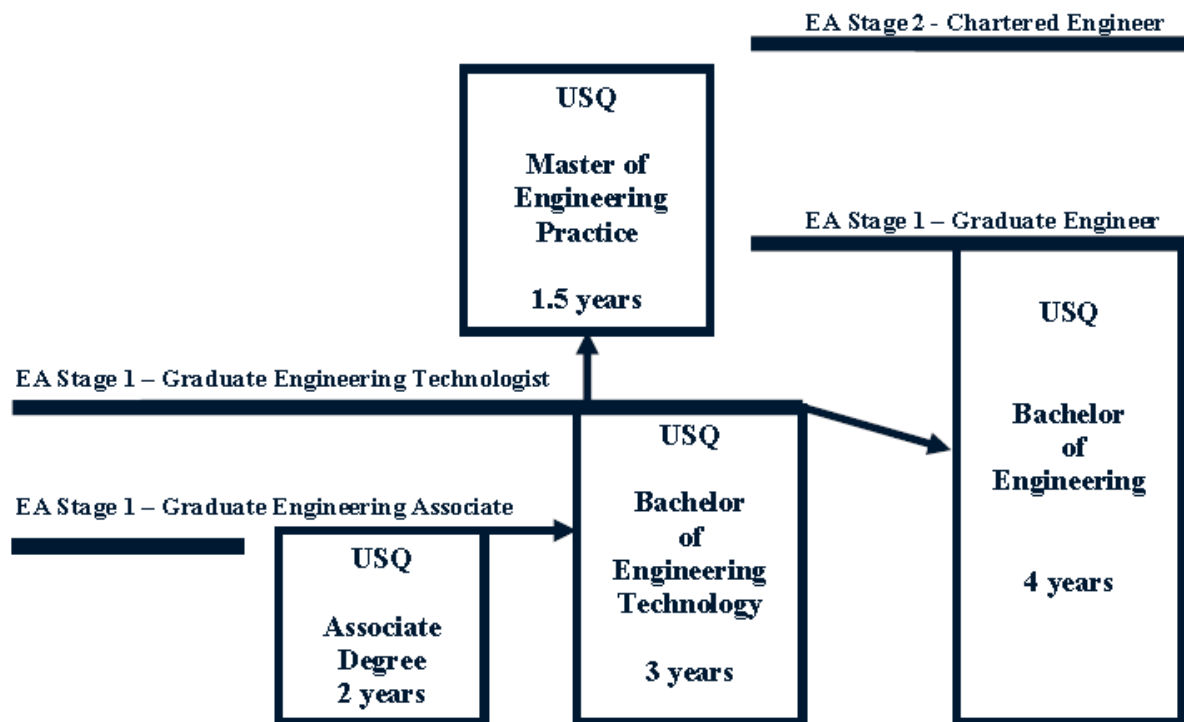 EA Stage 2 - Chartered Engineer
USQ
Master of
Engineering
Practice
1.5 years
EA Stage 1 – Graduate Engineer
USQ
Bachelor
of
Engineering
4 years
EA Stage 1 – Graduate Engineering Technologist
USQ
Bachelor
of
Engineering
Technology
3 years
EA Stage 1 – Graduate Engineering Associate
USQ
Associate
Degree
2 years